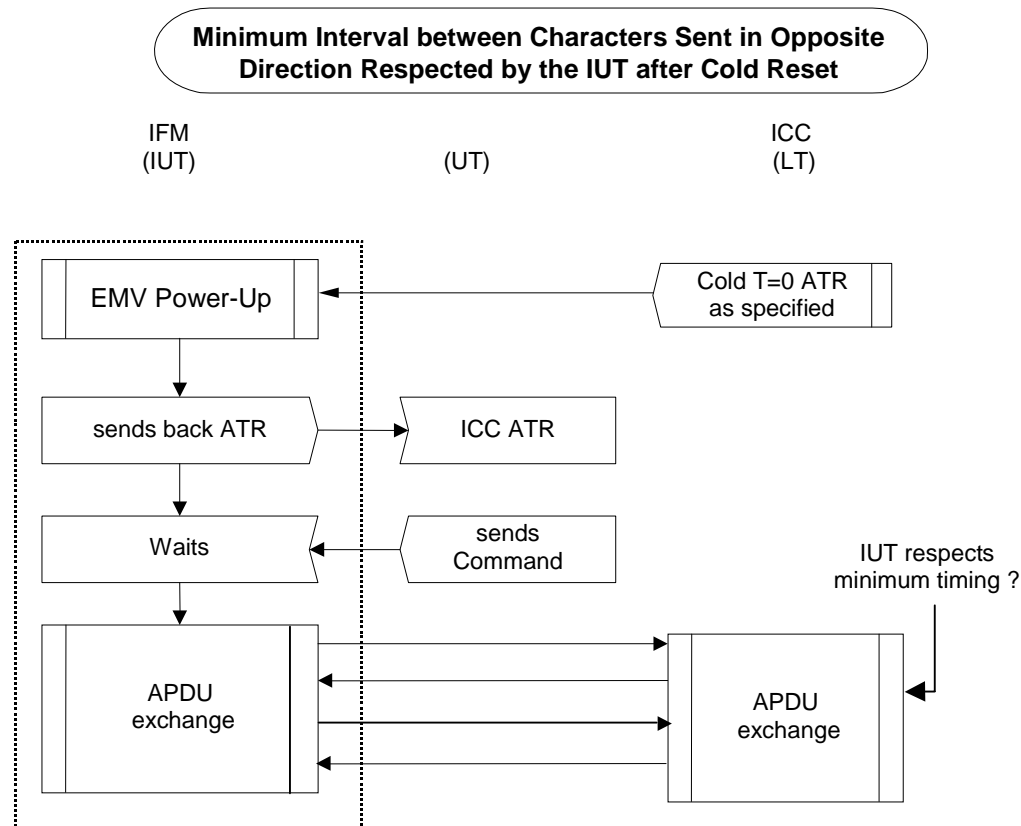 Minimum Interval between Characters Sent in Opposite
Direction Respected by the IUT after Cold Reset
IFM
(IUT)
(UT)
ICC
(LT)
EMV Power-Up
Cold T=0 ATR
as specified
sends back ATR
ICC ATR
Waits
sends
Command
IUT respects
minimum timing ?
APDU
exchange
APDU
exchange